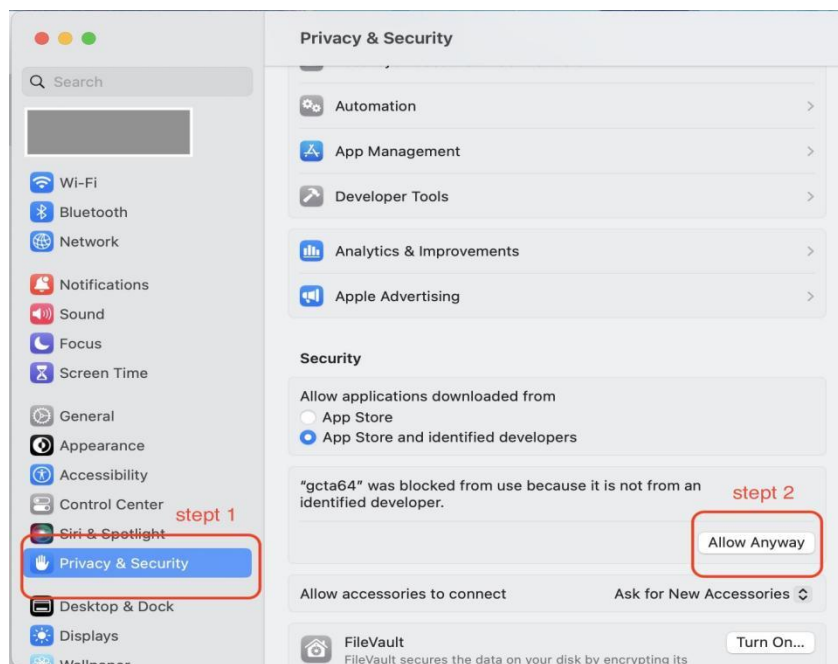 Privacy & Security
Search
Automation
App Management
Wi-Fi
Developer Tools
Bluetooth
Network
Analytics & Improvements
Notifications
Apple Advertising
Sound
Focus
Security
Screen Time
Allow applications downloaded from
General
App Store
Appearance
App Store and identified developers
Accessibility
"gcta64" was blocked from use because it is not from an
identified developer.
stept 2
Control Center
stept 1
Siri & Spotlight
Allow Anyway
Privacy & Security
Allow accessories to connect
Ask for New Accessories
Desktop & Dock
Displays
FileVault
Turn On...
FileVault secures the data on your disk by encrypting its
Wallpaper